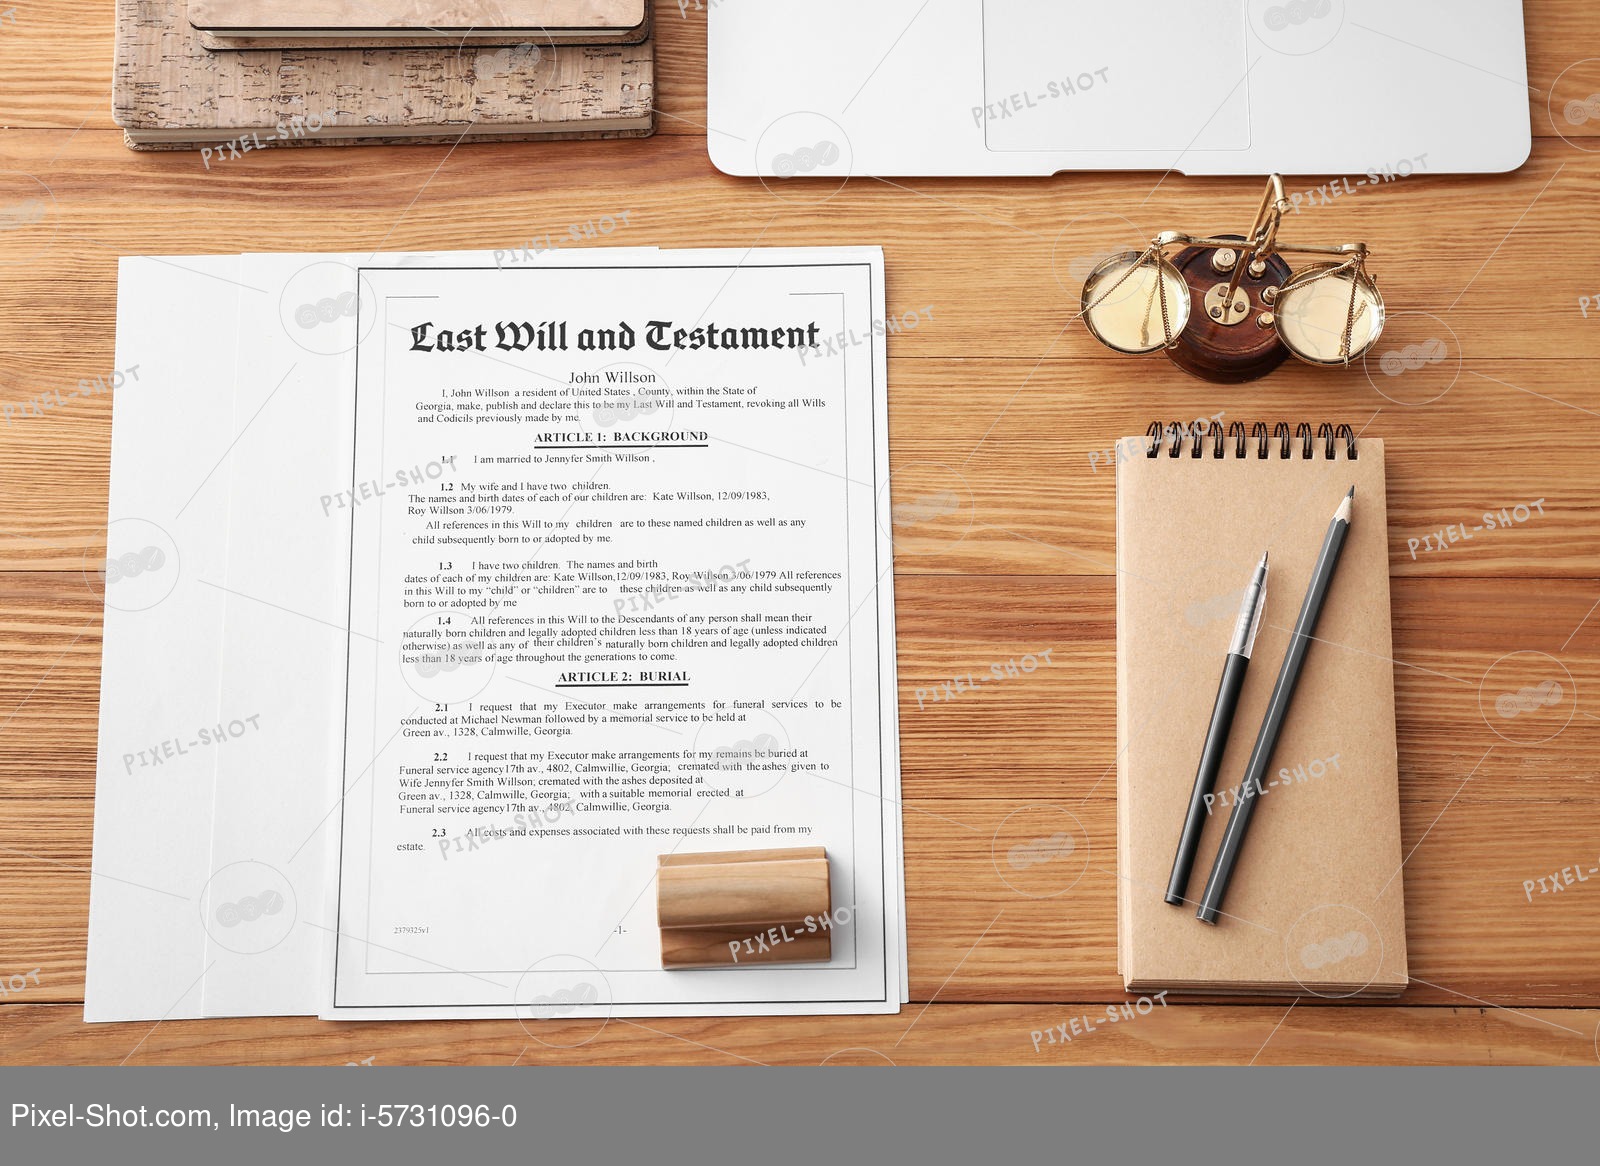 Last Will and Testament
John Willson
I, John Willson a resident of United States , County, within the State of
Georgia, make, publish and declare this to be my Last Will and Testament, revoking all Wills
and Codicils previously made by me.
ARTICLE 1: BACKGROUND
1.1 I am married to Jennyfer Smith Willson ,
1.2 My wife and I have two children.
The names and birth dates of each of our children are: Kate Willson, 12/09/1983,
Roy Willson 3/06/1979.
All references in this Will to my children are to these named children as well as any
child subsequently born to or adopted by me.
1.3 I have two children. The names and birth
dates of each of my children are: Kate Willson,12/09/1983, Roy Willson 3/06/1979 All references
in this Will to my “child” or “children” are to these children as well as any child subsequently
born to or adopted by me
1.4 All references in this Will to the Descendants of any person shall mean their
naturally born children and legally adopted children less than 18 years of age (unless indicated
otherwise) as well as any of their children's naturally born children and legally adopted children
less than 18 years of age throughout the generations to come.
ARTICLE 2: BURIAL
2.1 I request that my Executor make arrangements for funeral services to be
conducted at Michael Newman followed by a memorial service to be held at
Green av., 1328, Calmwille, Georgia.
2.2 I request that my Executor make arrangements for my remains be buried at
Funeral service agency17th av., 4802, Calmwillie, Georgia; cremated with the ashes given to
Wife Jennyfer Smith Willson; cremated with the ashes deposited at
Green av., 1328, Calmwille, Georgia; with a suitable memorial erected at
Funeral service agency17th av., 4802, Calmwillie, Georgia.
2.3 All costs and expenses associated with these requests shall be paid from my
estate.
2379325v1
-1-
PIXEL-SHOT
Pixel-Shot.com, Image id: i-5731096-0